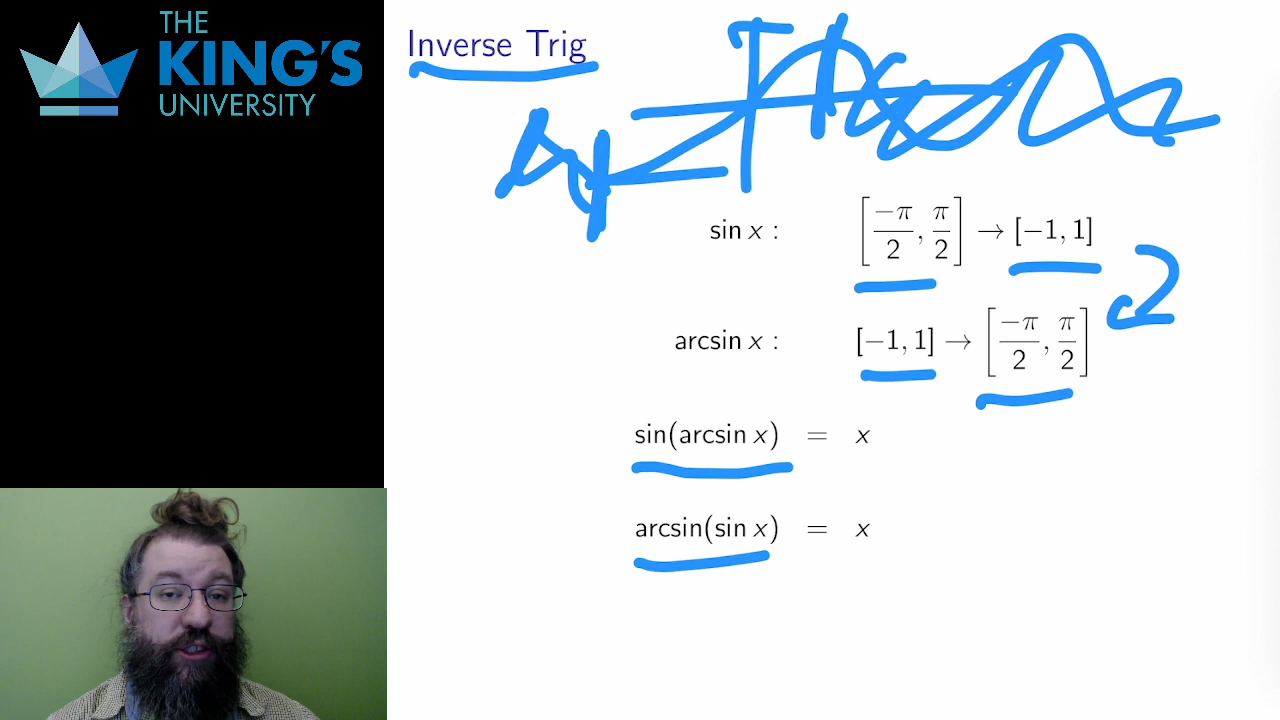 THE
KING'S
UNIVERSITY
Inverse Trig
sin x : [−π/2, π/2] → [−1, 1]
arcsin x : [−1, 1] → [−π/2, π/2]
sin(arcsin x) = x
arcsin(sin x) = x